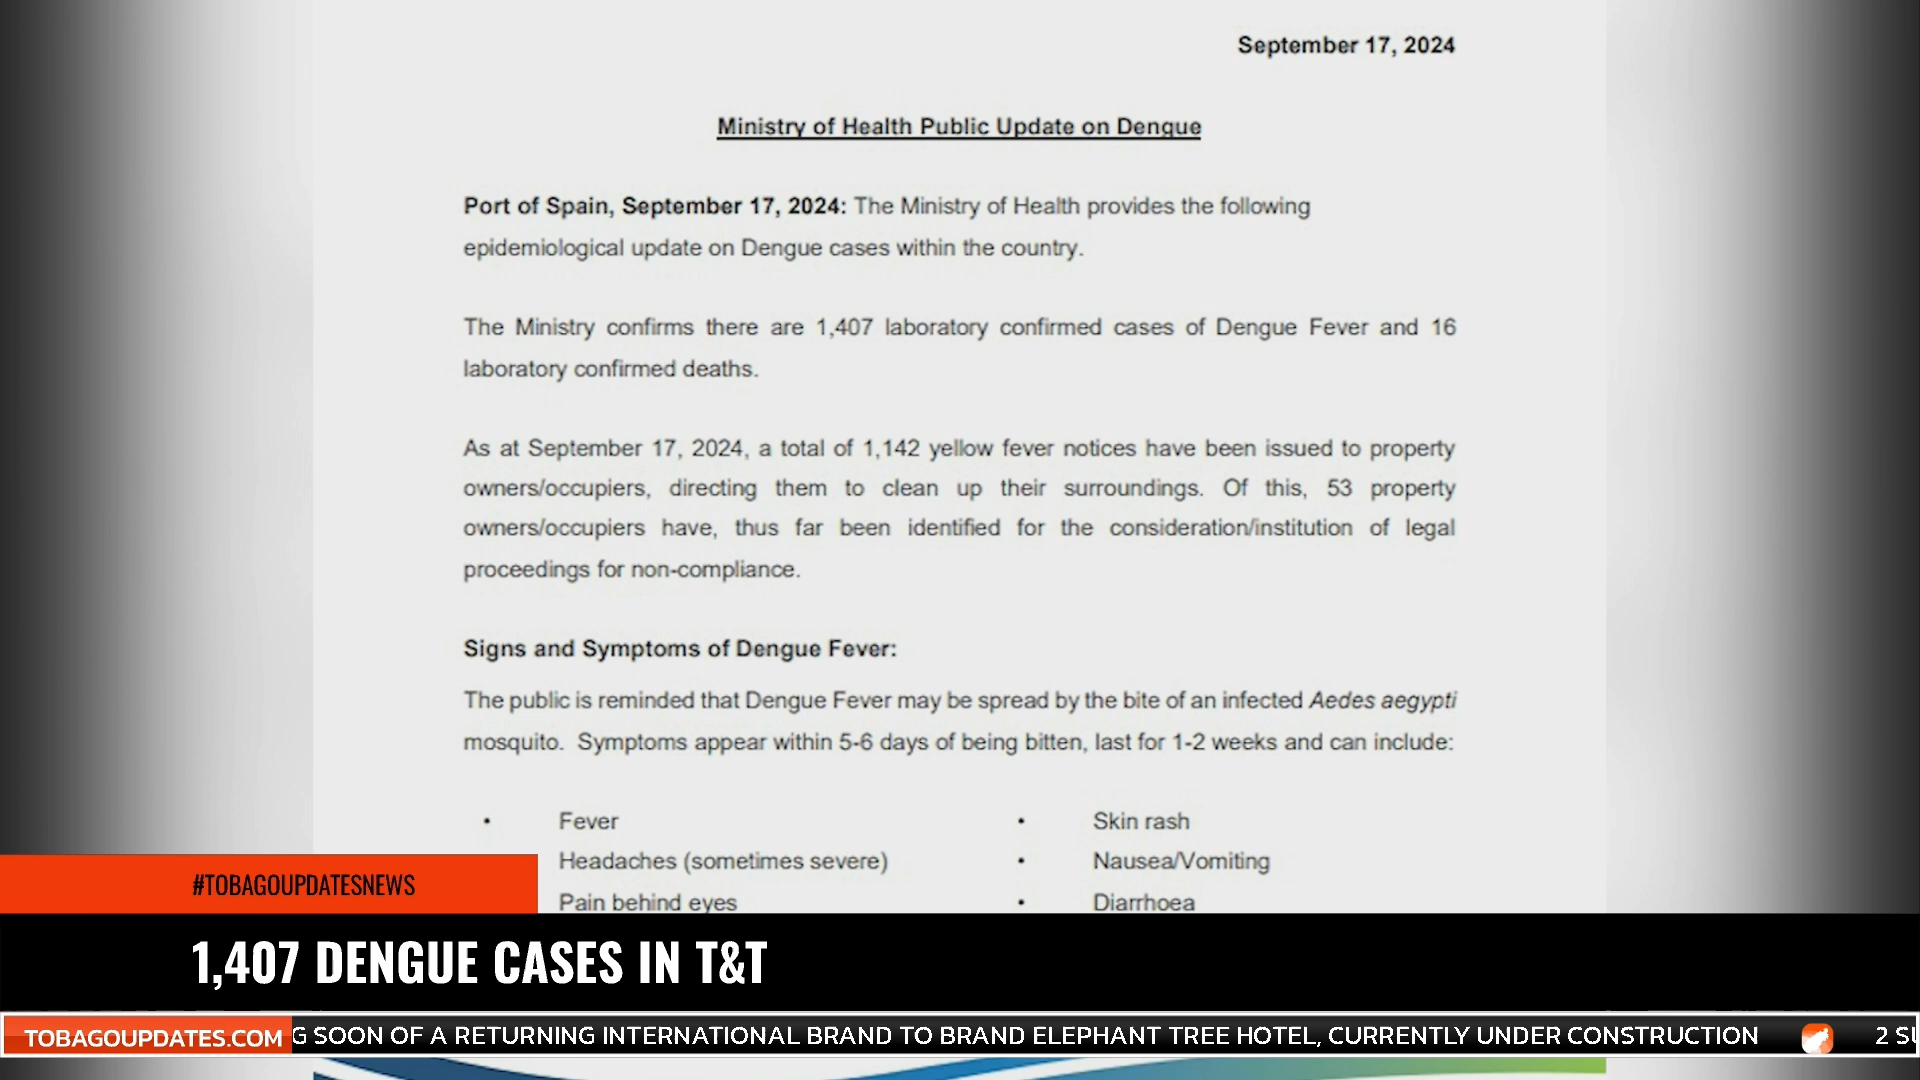 September 17, 2024
Ministry of Health Public Update on Dengue
Port of Spain, September 17, 2024: The Ministry of Health provides the following
epidemiological update on Dengue cases within the country.
The Ministry confirms there are 1,407 laboratory confirmed cases of Dengue Fever and 16
laboratory confirmed deaths.
As at September 17, 2024, a total of 1,142 yellow fever notices have been issued to property
owners/occupiers, directing them to clean up their surroundings. Of this, 53 property
owners/occupiers have, thus far been identified for the consideration/institution of legal
proceedings for non-compliance.
Signs and Symptoms of Dengue Fever:
The public is reminded that Dengue Fever may be spread by the bite of an infected Aedes aegypti
mosquito. Symptoms appear within 5-6 days of being bitten, last for 1-2 weeks and can include:
• Fever • Skin rash
Headaches (sometimes severe) • Nausea/Vomiting
Pain behind eyes • Diarrhoea
#TOBAGOUPDATESNEWS
1,407 DENGUE CASES IN T&T
TOBAGOUPDATES.COM G SOON OF A RETURNING INTERNATIONAL BRAND TO BRAND ELEPHANT TREE HOTEL, CURRENTLY UNDER CONSTRUCTION 2